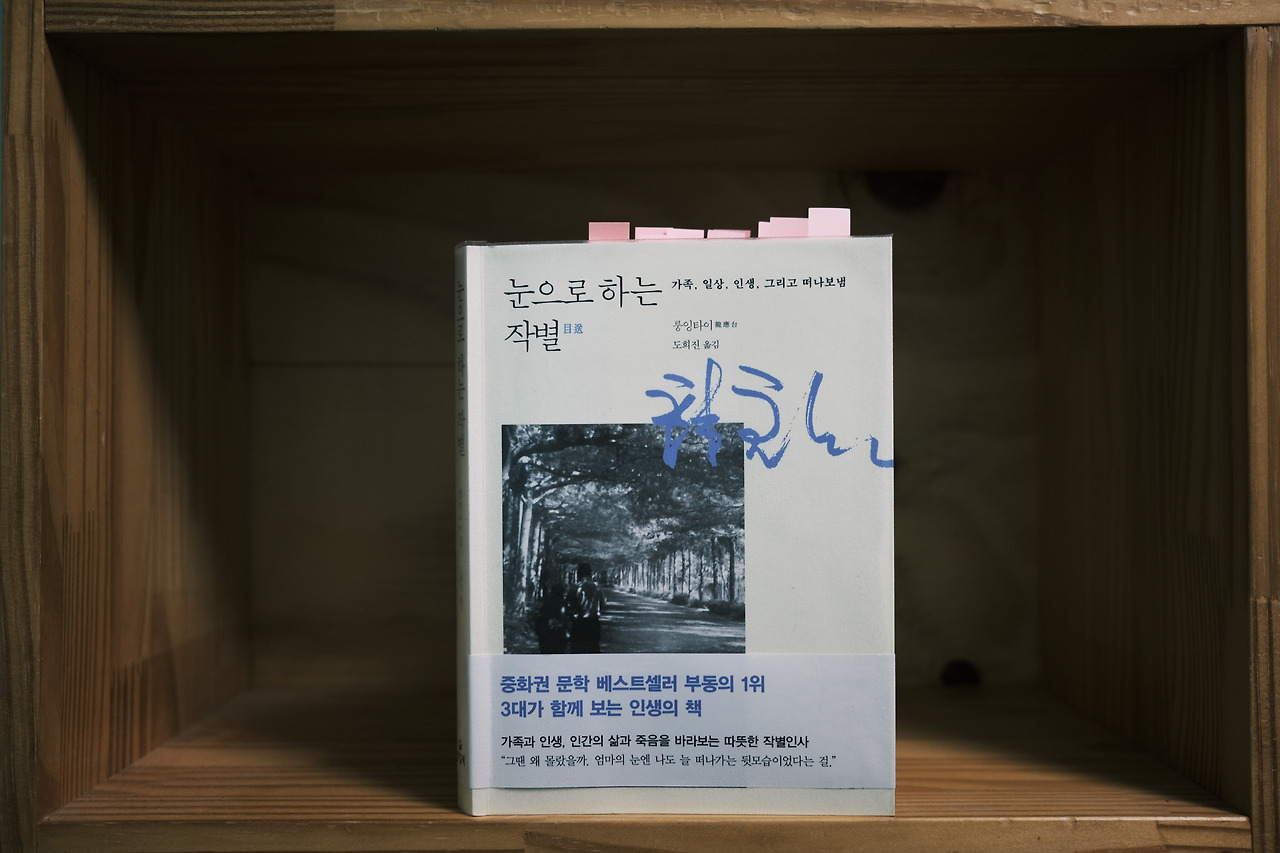 눈으로 하는
작별 目送
가족, 일상, 인생, 그리고 떠나보냄
룽잉타이 龍應台
도희진 옮김
중화권 문학 베스트셀러 부동의 1위
3대가 함께 보는 인생의 책
가족과 인생, 인간의 삶과 죽음을 바라보는 따뜻한 작별인사
“그땐 왜 몰랐을까. 엄마의 눈엔 나도 늘 떠나가는 뒷모습이었다는 걸.”